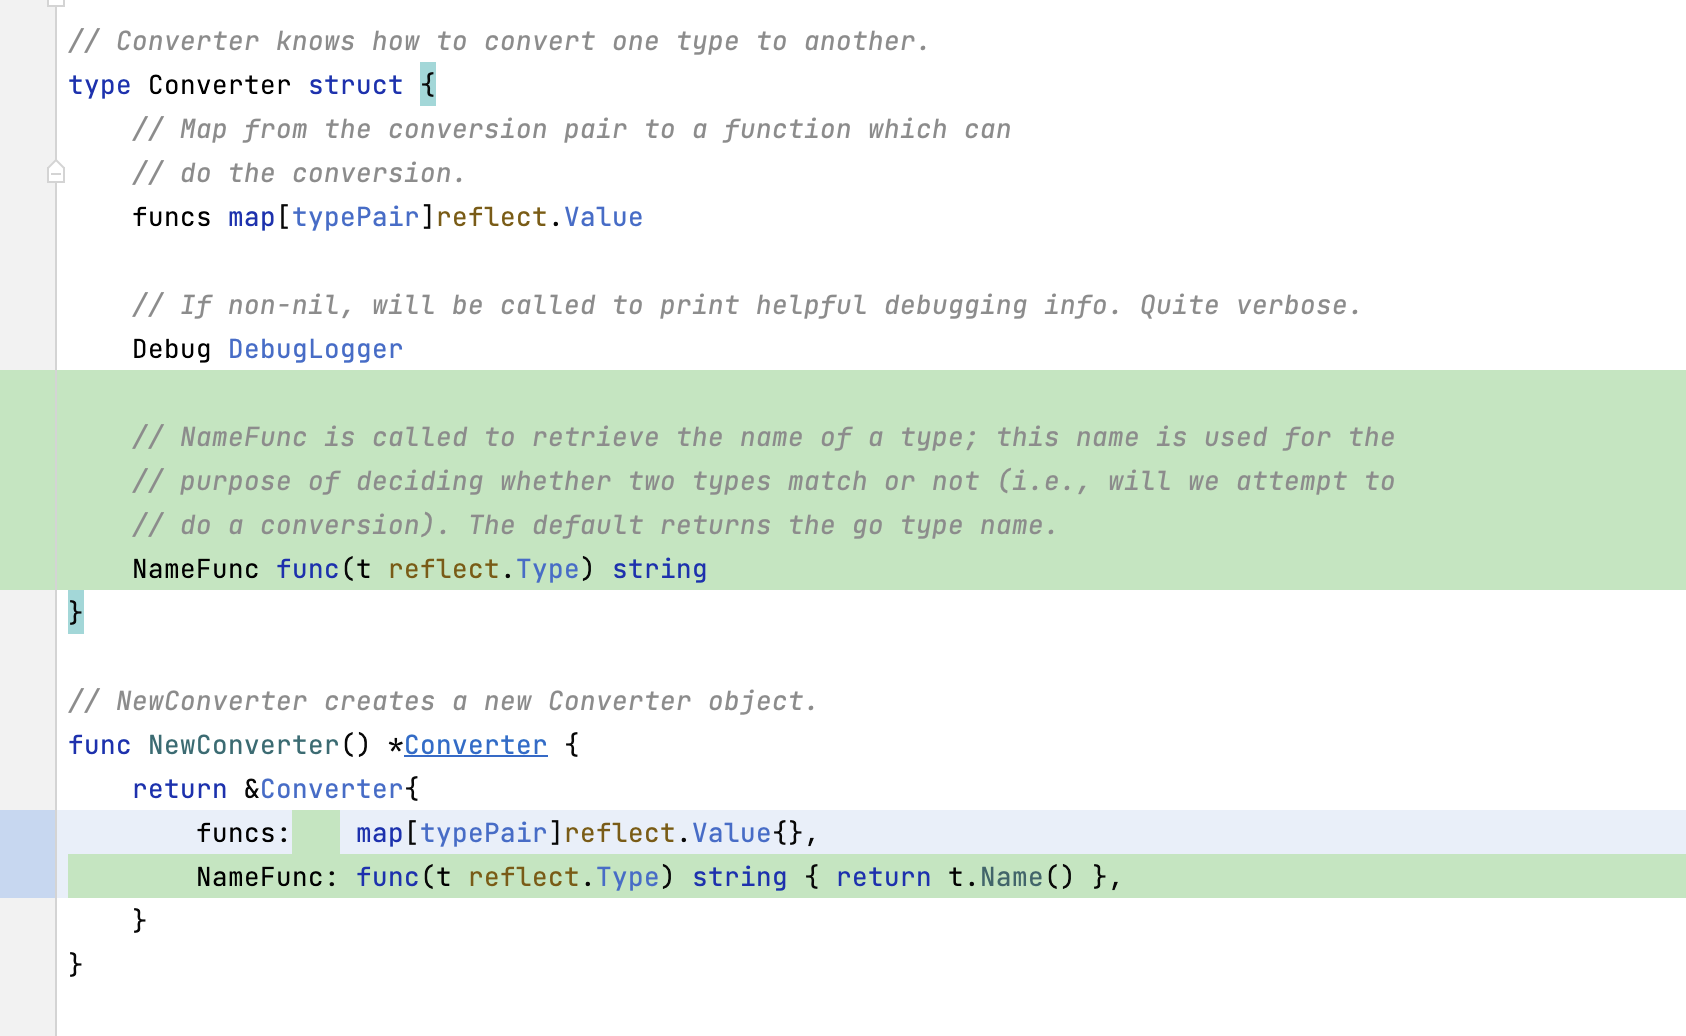 // Converter knows how to convert one type to another.
type Converter struct {
    // Map from the conversion pair to a function which can
    // do the conversion.
    funcs map[typePair]reflect.Value

    // If non-nil, will be called to print helpful debugging info. Quite verbose.
    Debug DebugLogger

    // NameFunc is called to retrieve the name of a type; this name is used for the
    // purpose of deciding whether two types match or not (i.e., will we attempt to
    // do a conversion). The default returns the go type name.
    NameFunc func(t reflect.Type) string
}

// NewConverter creates a new Converter object.
func NewConverter() *Converter {
    return &Converter{
        funcs:    map[typePair]reflect.Value{},
        NameFunc: func(t reflect.Type) string { return t.Name() },
    }
}